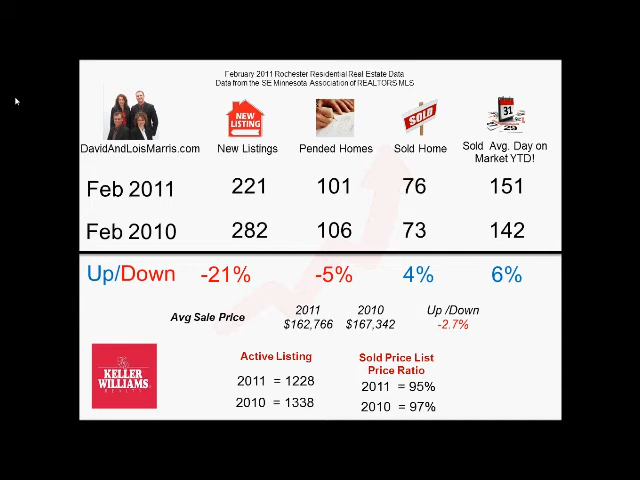 February 2011 Rochester Residential Real Estate Data
Data from the SE Minnesota Association of REALTORS MLS
NEW
LISTING
SOLD
31
29
DavidAndLoisMarris.com
New Listings
Pended Homes
Sold Home
Sold Avg. Day on
Market YTD!
Feb 2011 221 101 76 151
Feb 2010 282 106 73 142
Up/Down -21% -5% 4% 6%
Avg Sale Price
2011 2010 Up /Down
$162,766 $167,342 -2.7%
KELLER
WILLIAMS
REALTY
Active Listing
2011 = 1228
2010 = 1338
Sold Price List
Price Ratio
2011 = 95%
2010 = 97%